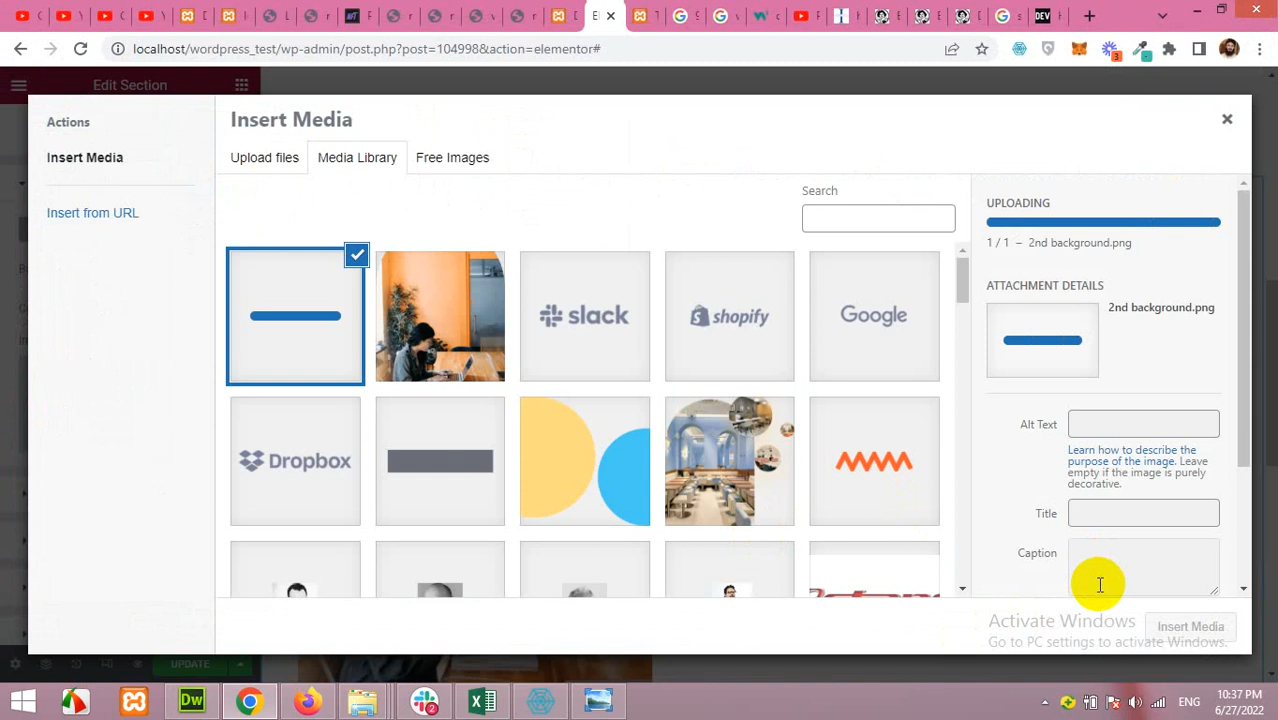 localhost/wordpress_test/wp-admin/post.php?post=104998&action=elementor#
Edit Section
Actions
Insert Media
Insert from URL
Insert Media
Upload files
Media Library
Free Images
Search
slack
shopify
Google
Dropbox
UPLOADING
1 / 1 – 2nd background.png
ATTACHMENT DETAILS
2nd background.png
Alt Text
Learn how to describe the
purpose of the image. Leave
empty if the image is purely
decorative.
Title
Caption
Activate Windows
Go to PC settings to activate Windows.
Insert Media
UPDATE
Dw
3
2
ENG
10:37 PM
6/27/2022